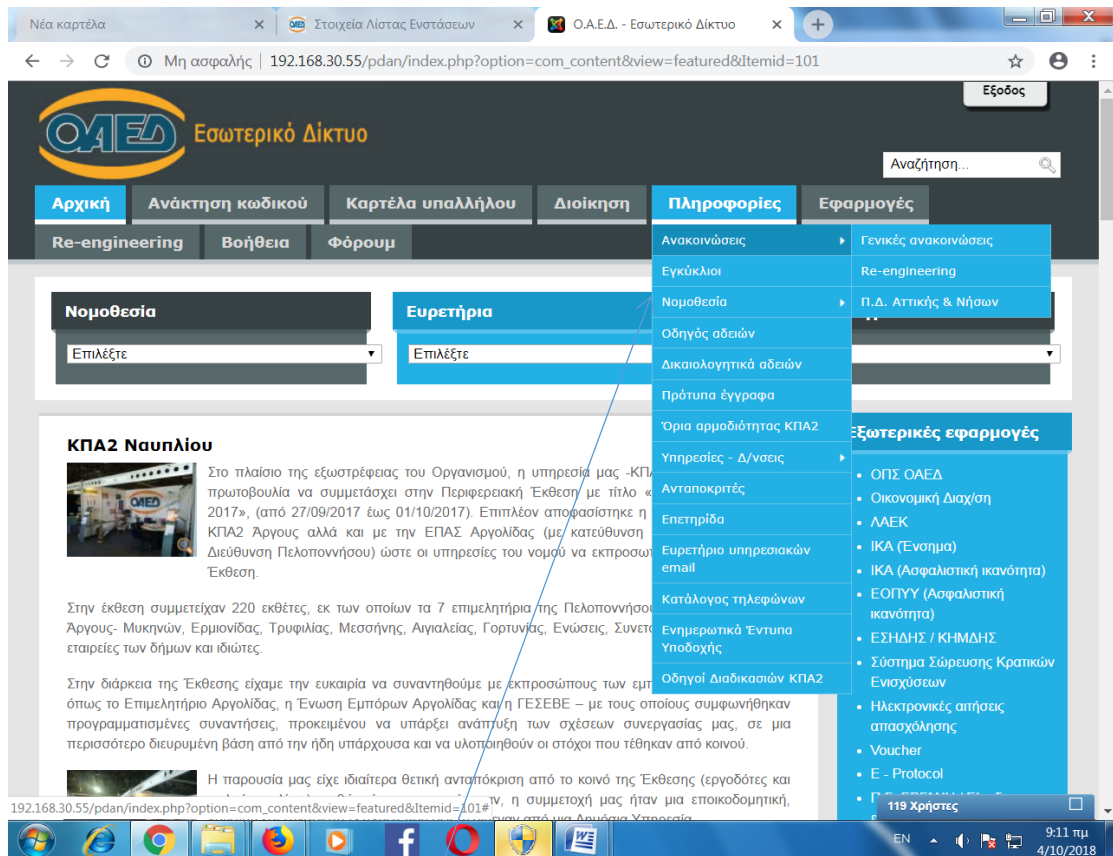 Νέα καρτέλα
Στοιχεία Λίστας Ενστάσεων
Ο.Α.Ε.Δ. - Εσωτερικό Δίκτυο
Μη ασφαλής | 192.168.30.55/pdan/index.php?option=com_content&view=featured&Itemid=101
Εξοδος
ΟΑΕΔ Εσωτερικό Δίκτυο
Αναζήτηση...
Αρχική Ανάκτηση κωδικού Καρτέλα υπαλλήλου Διοίκηση Πληροφορίες Εφαρμογές
Re-engineering Βοήθεια Φόρουμ
Ανακοινώσεις
Εγκύκλιοι
Νομοθεσία
Οδηγός αδειών
Δικαιολογητικά αδειών
Πρότυπα έγγραφα
Όρια αρμοδιότητας ΚΠΑ2
Υπηρεσίες - Δ/νσεις
Ανταποκριτές
Επετηρίδα
Ευρετήριο υπηρεσιακών
email
Κατάλογος τηλεφώνων
Ενημερωτικά Έντυπα
Υποδοχής
Οδηγοί Διαδικασιών ΚΠΑ2
Γενικές ανακοινώσεις
Re-engineering
Π.Δ. Αττικής & Νήσων
Νομοθεσία
Επιλέξτε
Ευρετήρια
Επιλέξτε
ΚΠΑ2 Ναυπλίου
Στο πλαίσιο της εξωστρέφειας του Οργανισμού, η υπηρεσία μας -ΚΠΑ
πρωτοβουλία να συμμετάσχει στην Περιφερειακή Έκθεση με τίτλο «
2017», (από 27/09/2017 έως 01/10/2017). Επιπλέον αποφασίστηκε η
ΚΠΑ2 Άργους αλλά και με την ΕΠΑΣ Αργολίδας (με κατεύθυνση
Διεύθυνση Πελοποννήσου) ώστε οι υπηρεσίες του νομού να εκπροσω
Έκθεση.
Στην έκθεση συμμετείχαν 220 εκθέτες, εκ των οποίων τα 7 επιμελητήρια της Πελοποννήσου
Άργους- Μυκηνών, Ερμιονίδας, Τρυφιλίας, Μεσσήνης, Αιγιαλείας, Γορτυνίας, Ενώσεις, Συνετα
εταιρείες των δήμων και ιδιώτες.
Στην διάρκεια της Έκθεσης είχαμε την ευκαιρία να συναντηθούμε με εκπροσώπους των εμπ
όπως το Επιμελητήριο Αργολίδας, η Ένωση Εμπόρων Αργολίδας και η ΓΕΣΕΒΕ – με τους οποίους συμφωνήθηκαν
προγραμματισμένες συναντήσεις, προκειμένου να υπάρξει ανάπτυξη των σχέσεων συνεργασίας μας, σε μια
περισσότερο διευρυμένη βάση από την ήδη υπάρχουσα και να υλοποιηθούν οι στόχοι που τέθηκαν από κοινού.
Η παρουσία μας είχε ιδιαίτερα θετική ανταπόκριση από το κοινό της Έκθεσης (εργοδότες και
ν, η συμμετοχή μας ήταν μια εποικοδομητική,
από μια Δημόσια Υπηρεσία
Εξωτερικές εφαρμογές
ΟΠΣ ΟΑΕΔ
Οικονομική Διαχ/ση
ΛΑΕΚ
ΙΚΑ (Ένσημα)
ΙΚΑ (Ασφαλιστική ικανότητα)
ΕΟΠΥΥ (Ασφαλιστική
ικανότητα)
ΕΣΗΔΗΣ / ΚΗΜΔΗΣ
Σύστημα Σώρευσης Κρατικών
Ενισχύσεων
Ηλεκτρονικές αιτήσεις
απασχόλησης
Voucher
E - Protocol
119 Χρήστες
192.168.30.55/pdan/index.php?option=com_content&view=featured&Itemid=101#
EN
9:11 πμ
4/10/2018